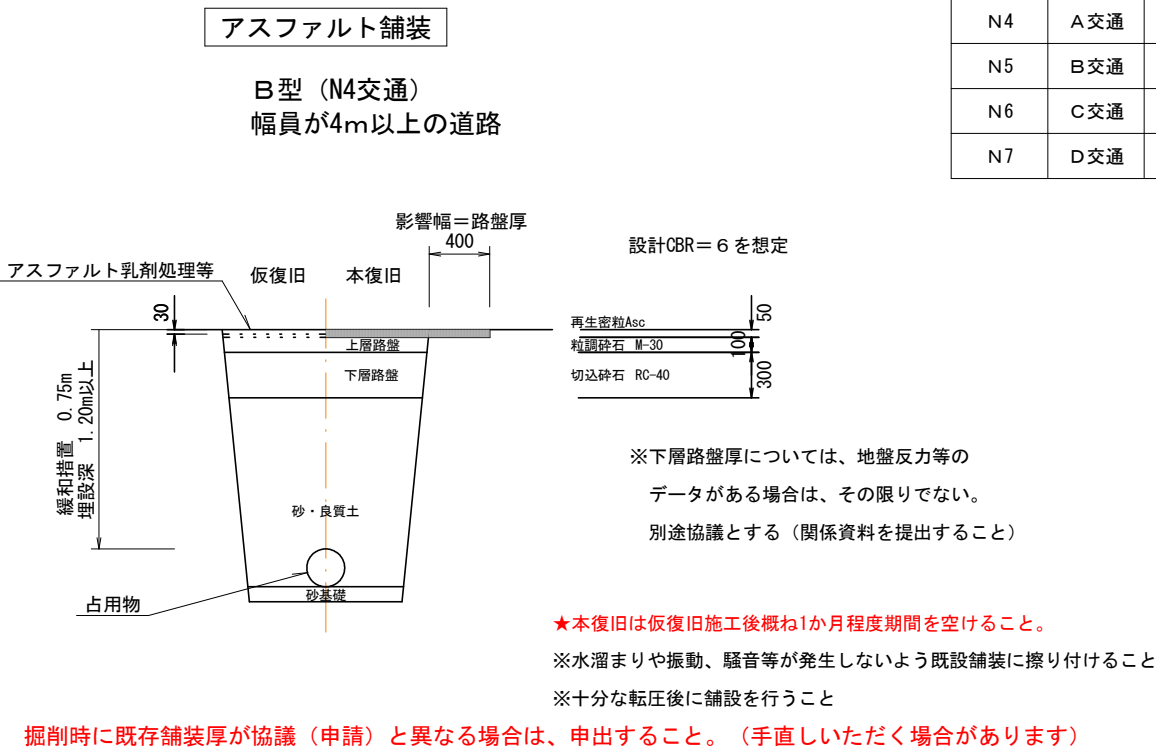 アスファルト舗装
B型（N4交通）
幅員が4m以上の道路
N4 A交通
N5 B交通
N6 C交通
N7 D交通
影響幅＝路盤厚
400
設計CBR＝6を想定
アスファルト乳剤処理等
仮復旧 本復旧
30
再生密粒Asc
50
上層路盤
粒調砕石 M-30
100
下層路盤
切込砕石 RC-40
300
緩和措置 0.75m
埋設深 1.20m以上
※下層路盤厚については、地盤反力等の
データがある場合は、その限りでない。
別途協議とする（関係資料を提出すること）
砂・良質土
占用物
砂基礎
★本復旧は仮復旧施工後概ね1か月程度期間を空けること。
※水溜まりや振動、騒音等が発生しないよう既設舗装に擦り付けること
※十分な転圧後に舗設を行うこと
掘削時に既存舗装厚が協議（申請）と異なる場合は、申出すること。（手直しいただく場合があります）